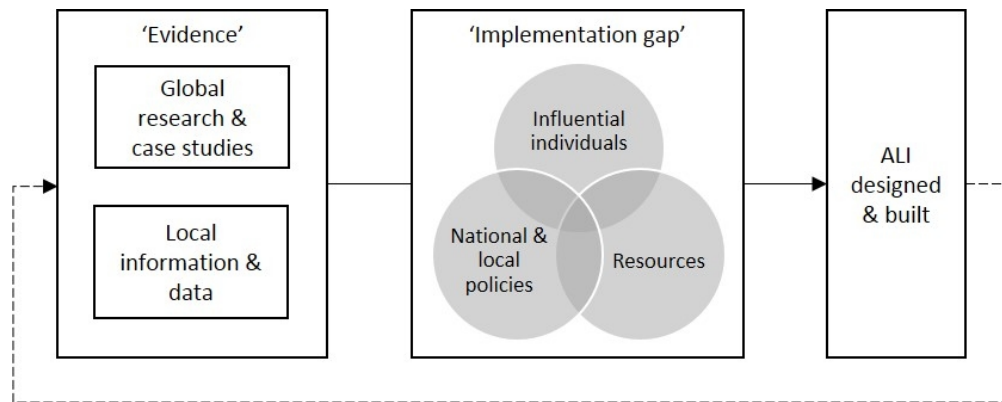 ‘Evidence’
Global
research &
case studies
Local
information &
data
‘Implementation gap’
Influential
individuals
National &
local
policies
Resources
ALI
designed
& built